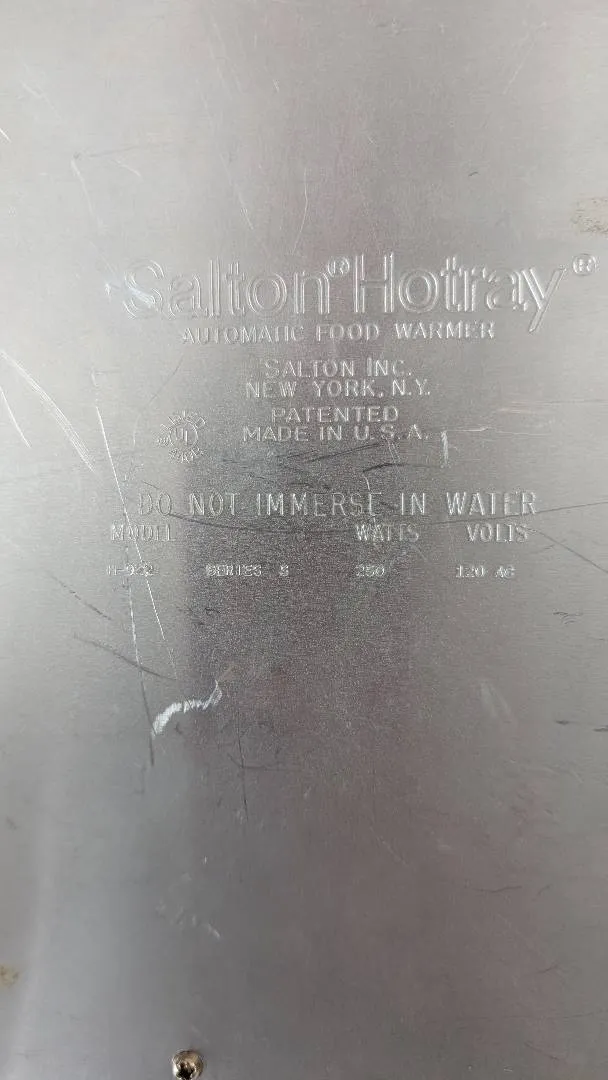 Salton® Hotray®
AUTOMATIC FOOD WARMER
SALTON INC.
NEW YORK, N.Y.
PATENTED
MADE IN U.S.A.
UL
DO NOT IMMERSE IN WATER
MODEL WATTS VOLTS
SERIES S 250 120 AC